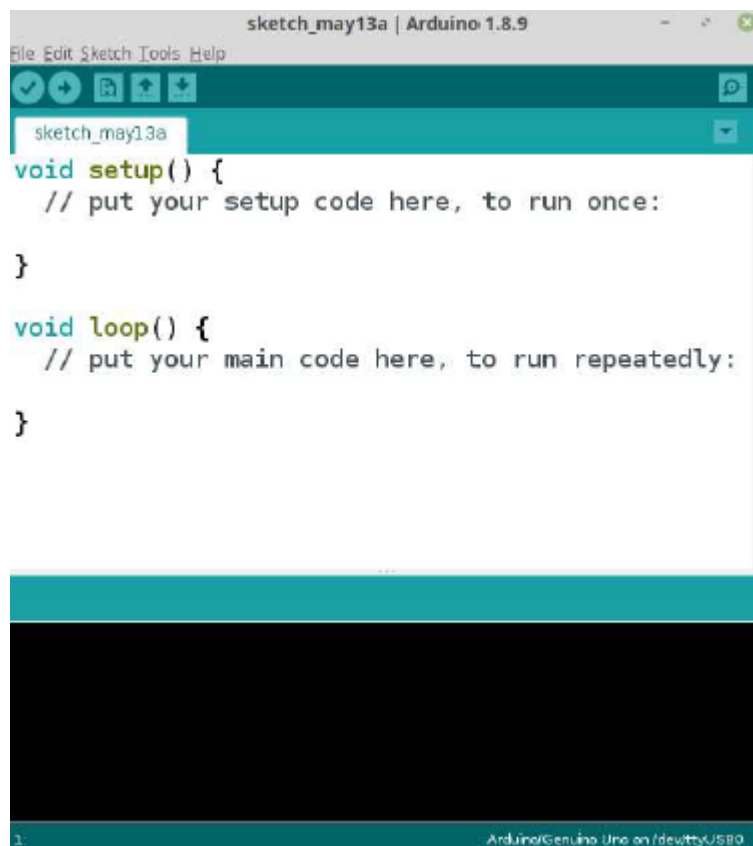 sketch_may13a | Arduino 1.8.9
File Edit Sketch Tools Help
sketch_may13a
void setup() {
  // put your setup code here, to run once:
}
void loop() {
  // put your main code here, to run repeatedly:
}
1
Arduino/Genuino Uno on /dev/ttyUSB0